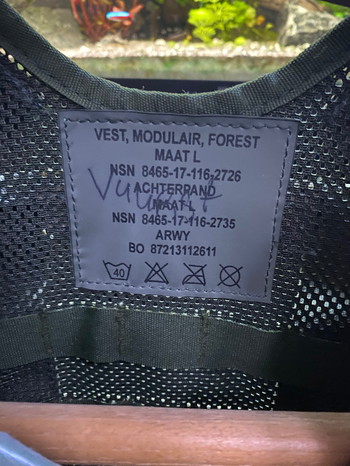 VEST, MODULAIR, FOREST
MAAT L
NSN 8465-17-116-2726
ACHTERPAND
MAAT L
NSN 8465-17-116-2735
ARWY
BO 87213112611
40